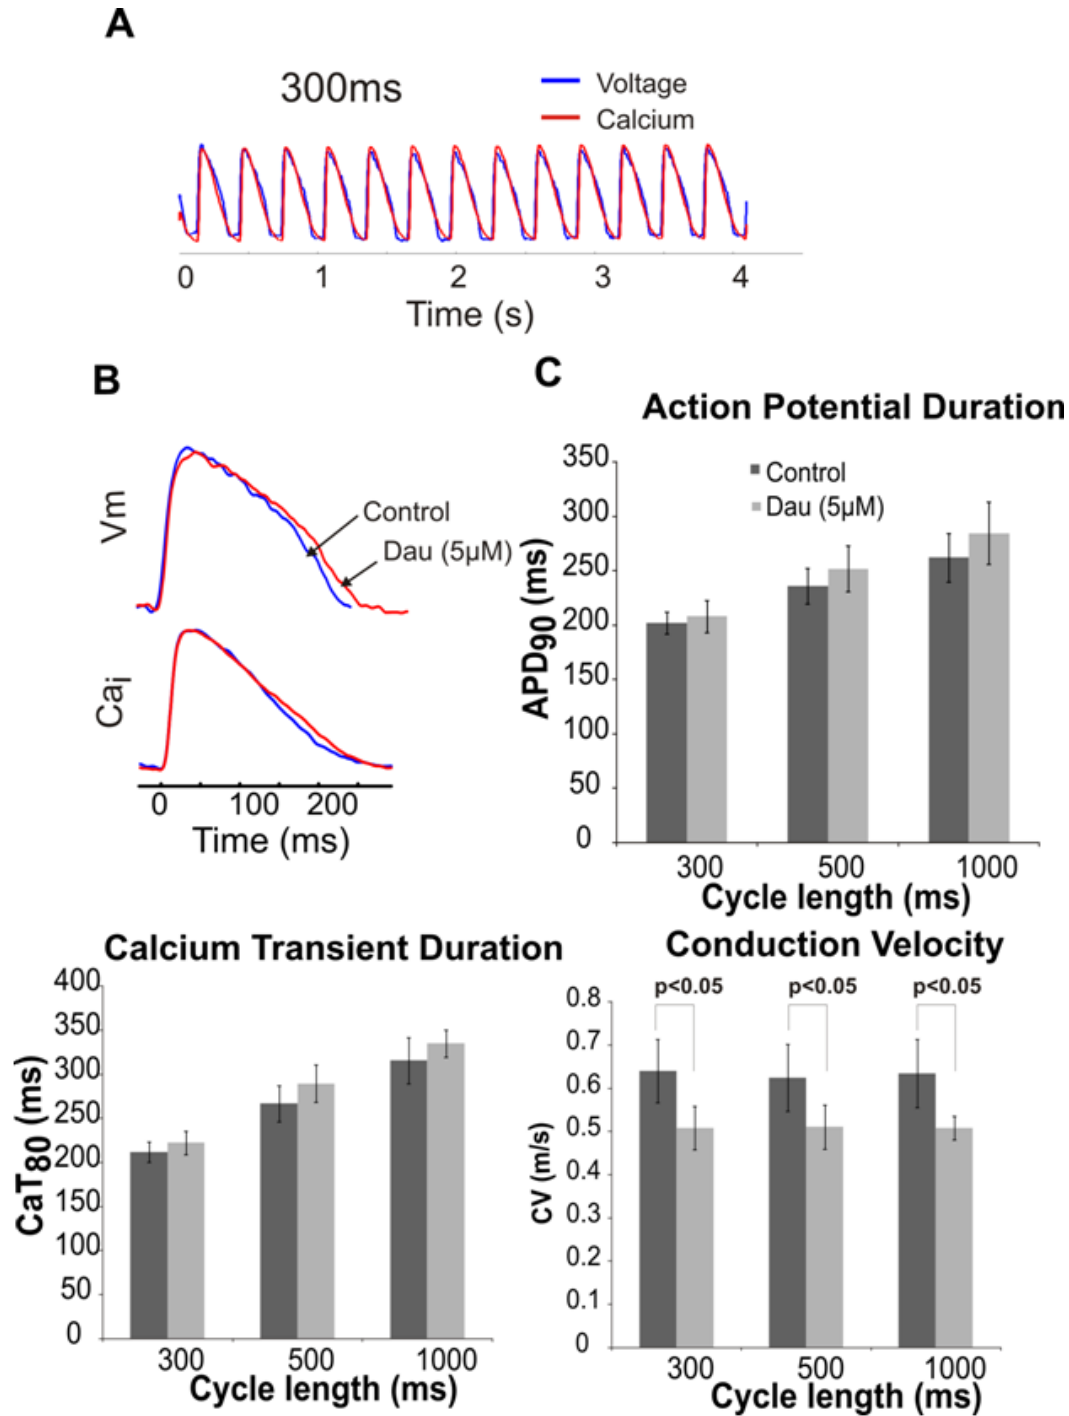 A
300ms
Voltage
Calcium
0 1 2 3 4
Time (s)
B
Vm
Control
Dau (5µM)
Cai
0 100 200
Time (ms)
C
Action Potential Duration
Control
Dau (5µM)
APD90 (ms)
350
300
250
200
150
100
50
0
300 500 1000
Cycle length (ms)
Calcium Transient Duration
CaT80 (ms)
400
350
300
250
200
150
100
50
0
300 500 1000
Cycle length (ms)
Conduction Velocity
p<0.05 p<0.05 p<0.05
CV (m/s)
0.8
0.7
0.6
0.5
0.4
0.3
0.2
0.1
0
300 500 1000
Cycle length (ms)